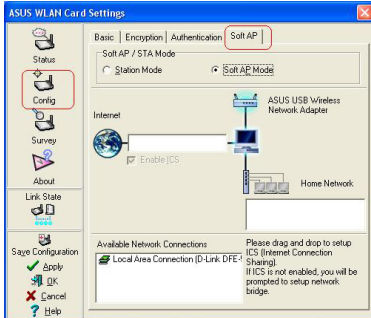 ASUS WLAN Card Settings
Status
Config
Survey
About
Link State
Save Configuration
Apply
OK
Cancel
Help
Basic
Encryption
Authentication
Soft AP
Soft AP / STA Mode
Station Mode
Soft AP Mode
Internet
ASUS USB Wireless
Network Adapter
Enable ICS
Home Network
Available Network Connections
Local Area Connection (D-Link DFE-
Please drag and drop to setup
ICS (Internet Connection
Sharing).
If ICS is not enabled, you will be
prompted to setup network
bridge.